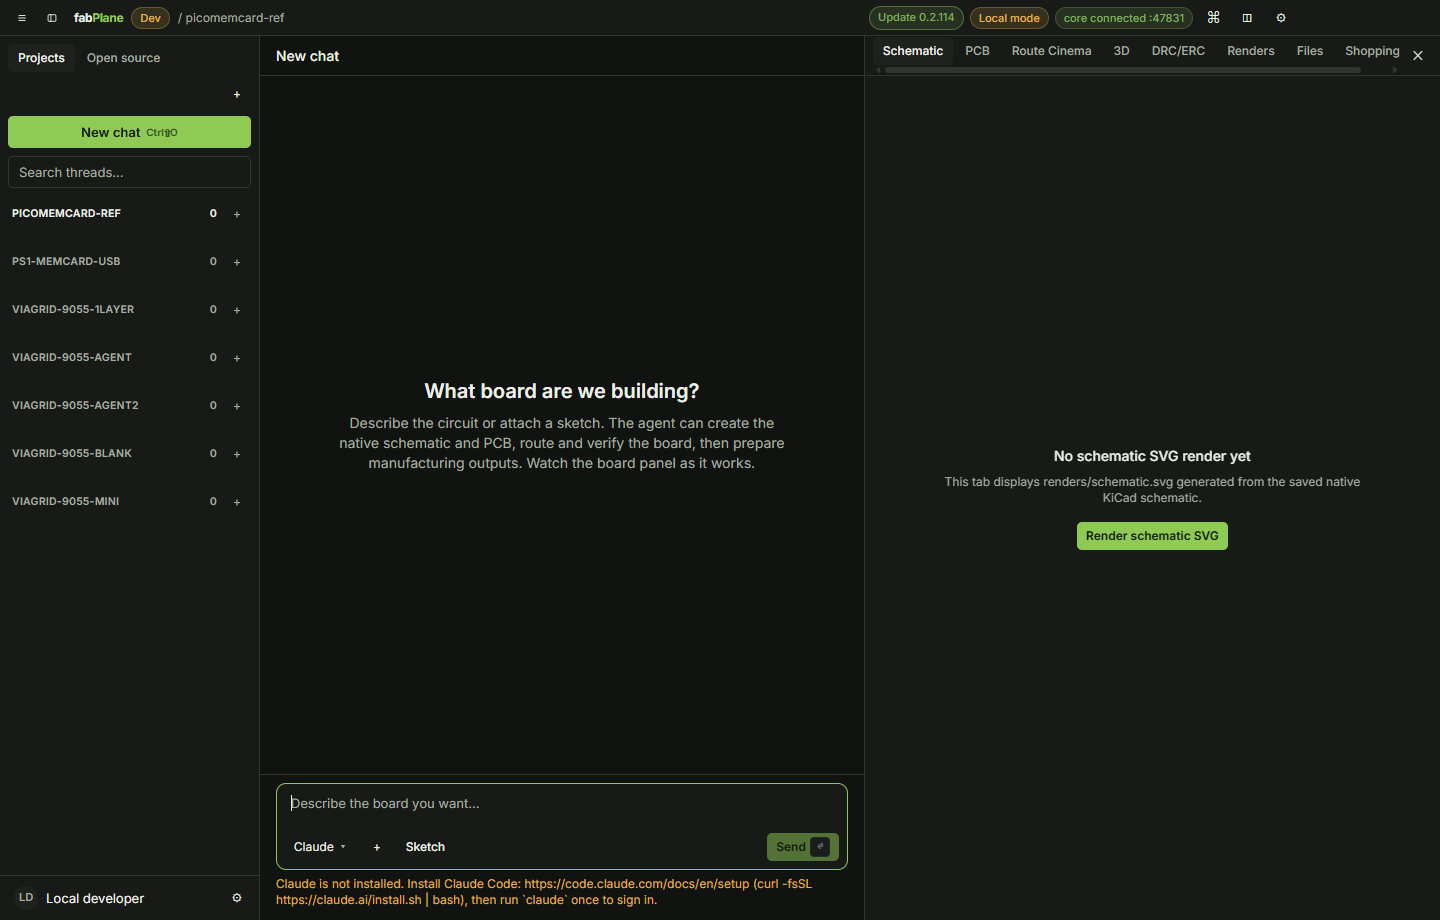 fabPlane Dev / picomemcard-ref
Update 0.2.114 Local mode core connected :47831
Projects Open source
+
New chat
New chat
Search threads...
PICOMEMCARD-REF 0 +
PS1-MEMCARD-USB 0 +
VIAGRID-9055-1LAYER 0 +
VIAGRID-9055-AGENT 0 +
VIAGRID-9055-AGENT2 0 +
VIAGRID-9055-BLANK 0 +
VIAGRID-9055-MINI 0 +
LD Local developer
What board are we building?
Describe the circuit or attach a sketch. The agent can create the
native schematic and PCB, route and verify the board, then prepare
manufacturing outputs. Watch the board panel as it works.
Describe the board you want...
Claude + Sketch Send
Claude is not installed. Install Claude Code: https://code.claude.com/docs/en/setup (curl -fsSL
https://claude.ai/install.sh | bash), then run `claude` once to sign in.
Schematic PCB Route Cinema 3D DRC/ERC Renders Files Shopping
No schematic SVG render yet
This tab displays renders/schematic.svg generated from the saved native
KiCad schematic.
Render schematic SVG